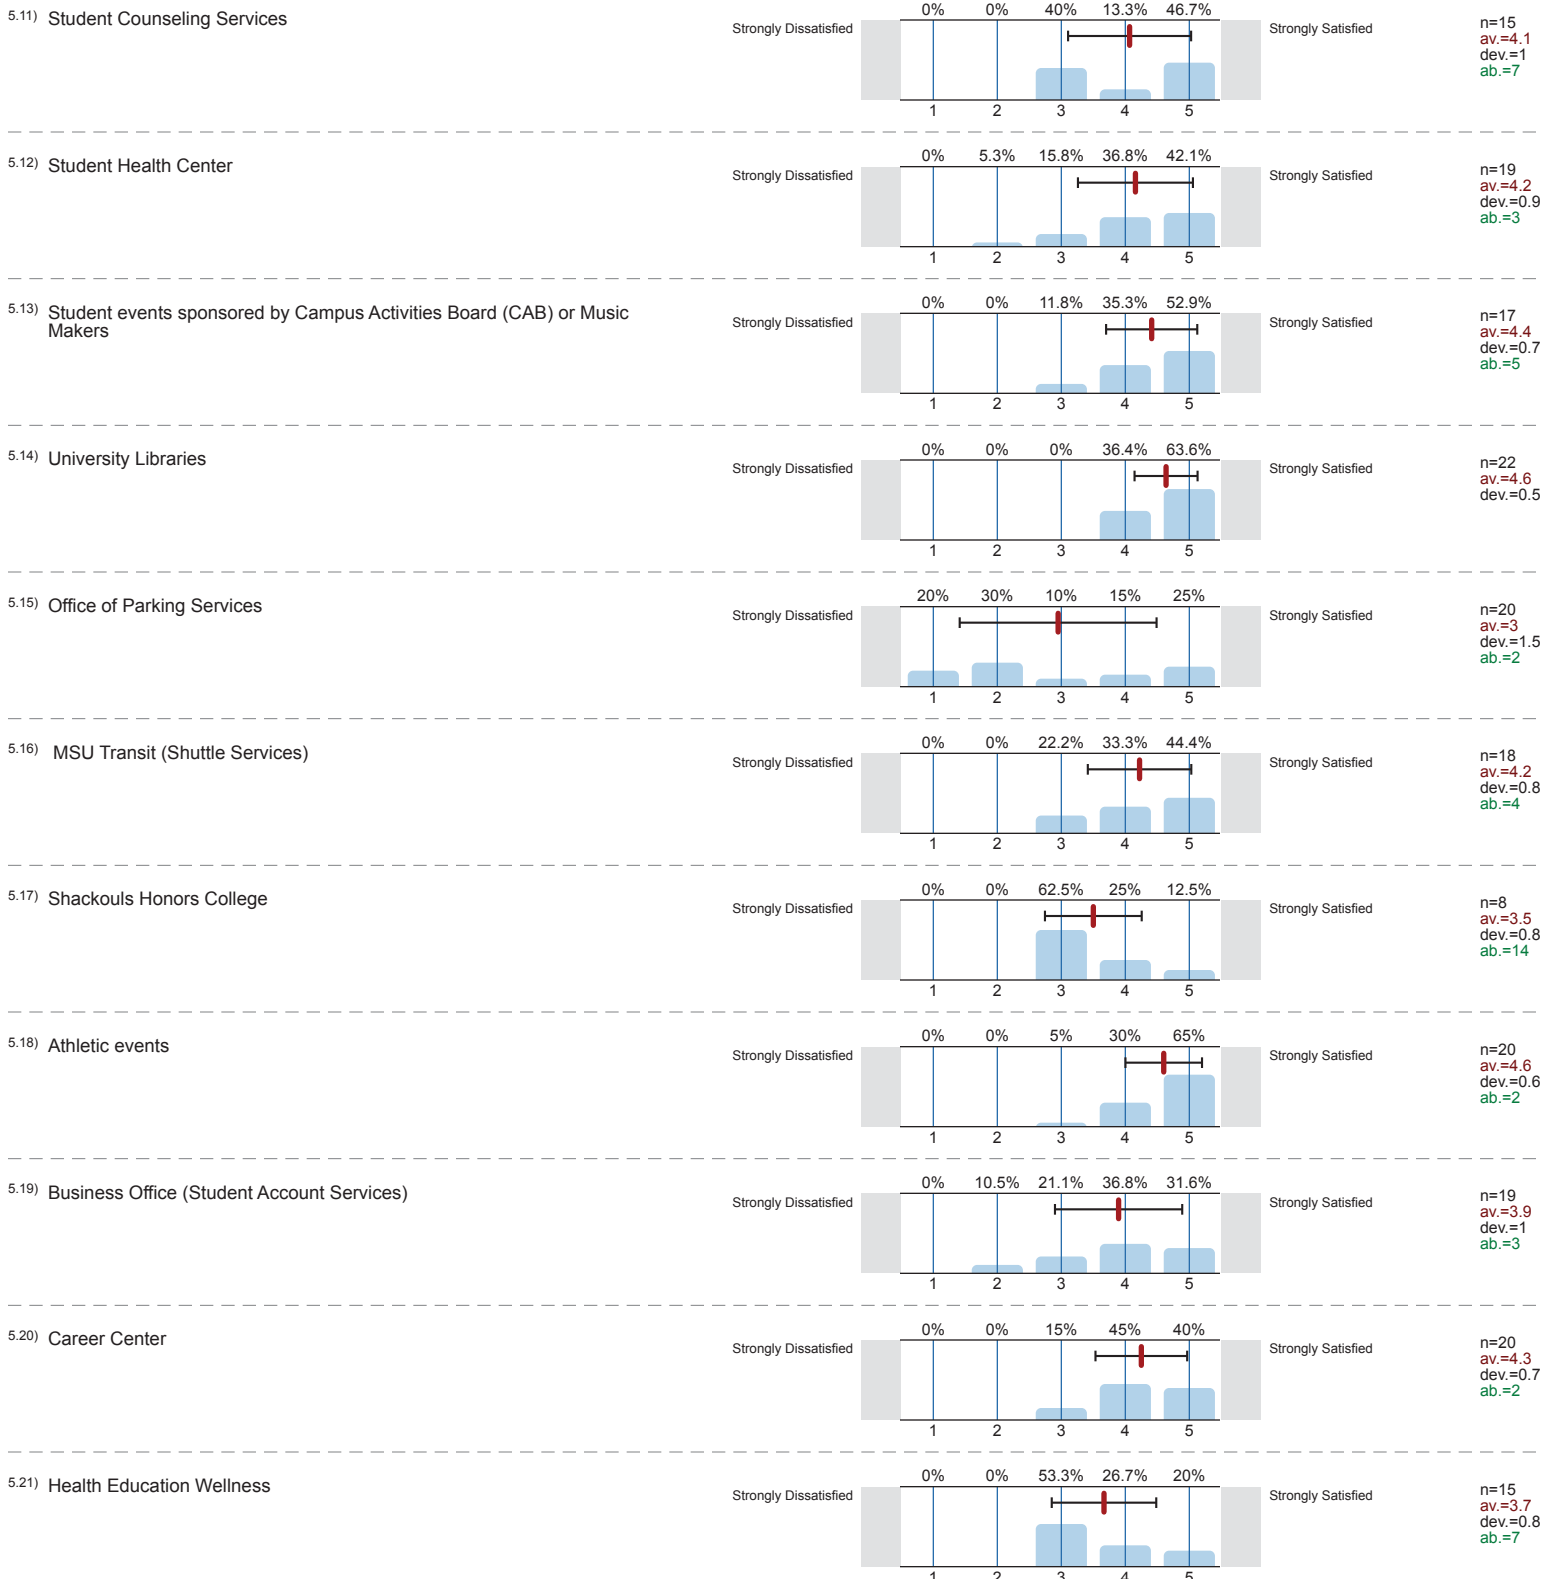 5.11) Student Counseling Services
0% 0% 40% 13.3% 46.7%
Strongly Dissatisfied Strongly Satisfied
n=15
av.=4.1
dev.=1
ab.=7
1 2 3 4 5
5.12) Student Health Center
0% 5.3% 15.8% 36.8% 42.1%
Strongly Dissatisfied Strongly Satisfied
n=19
av.=4.2
dev.=0.9
ab.=3
1 2 3 4 5
5.13) Student events sponsored by Campus Activities Board (CAB) or Music
Makers
0% 0% 11.8% 35.3% 52.9%
Strongly Dissatisfied Strongly Satisfied
n=17
av.=4.4
dev.=0.7
ab.=5
1 2 3 4 5
5.14) University Libraries
0% 0% 0% 36.4% 63.6%
Strongly Dissatisfied Strongly Satisfied
n=22
av.=4.6
dev.=0.5
1 2 3 4 5
5.15) Office of Parking Services
20% 30% 10% 15% 25%
Strongly Dissatisfied Strongly Satisfied
n=20
av.=3
dev.=1.5
ab.=2
1 2 3 4 5
5.16) MSU Transit (Shuttle Services)
0% 0% 22.2% 33.3% 44.4%
Strongly Dissatisfied Strongly Satisfied
n=18
av.=4.2
dev.=0.8
ab.=4
1 2 3 4 5
5.17) Shackouls Honors College
0% 0% 62.5% 25% 12.5%
Strongly Dissatisfied Strongly Satisfied
n=8
av.=3.5
dev.=0.8
ab.=14
1 2 3 4 5
5.18) Athletic events
0% 0% 5% 30% 65%
Strongly Dissatisfied Strongly Satisfied
n=20
av.=4.6
dev.=0.6
ab.=2
1 2 3 4 5
5.19) Business Office (Student Account Services)
0% 10.5% 21.1% 36.8% 31.6%
Strongly Dissatisfied Strongly Satisfied
n=19
av.=3.9
dev.=1
ab.=3
1 2 3 4 5
5.20) Career Center
0% 0% 15% 45% 40%
Strongly Dissatisfied Strongly Satisfied
n=20
av.=4.3
dev.=0.7
ab.=2
1 2 3 4 5
5.21) Health Education Wellness
0% 0% 53.3% 26.7% 20%
Strongly Dissatisfied Strongly Satisfied
n=15
av.=3.7
dev.=0.8
ab.=7
1 2 3 4 5